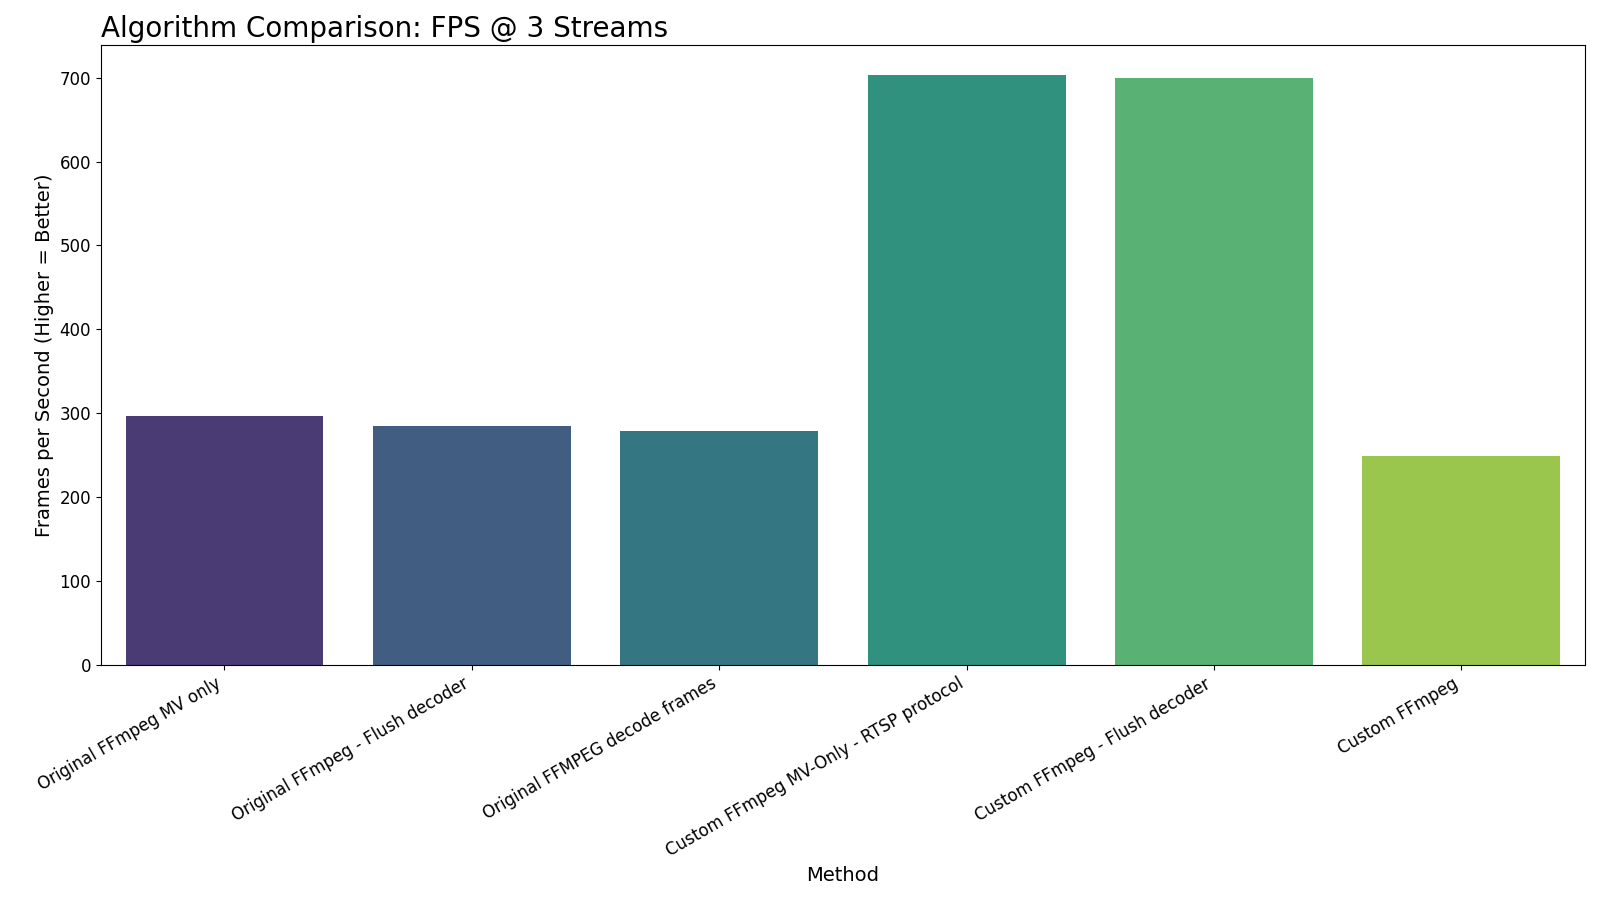 Algorithm Comparison: FPS @ 3 Streams
Frames per Second (Higher = Better)
700
600
500
400
300
200
100
0
Original FFmpeg MV only
Original FFmpeg - Flush decoder
Original FFMPEG decode frames
Custom FFmpeg MV-Only - RTSP protocol
Custom FFmpeg - Flush decoder
Custom FFmpeg
Method